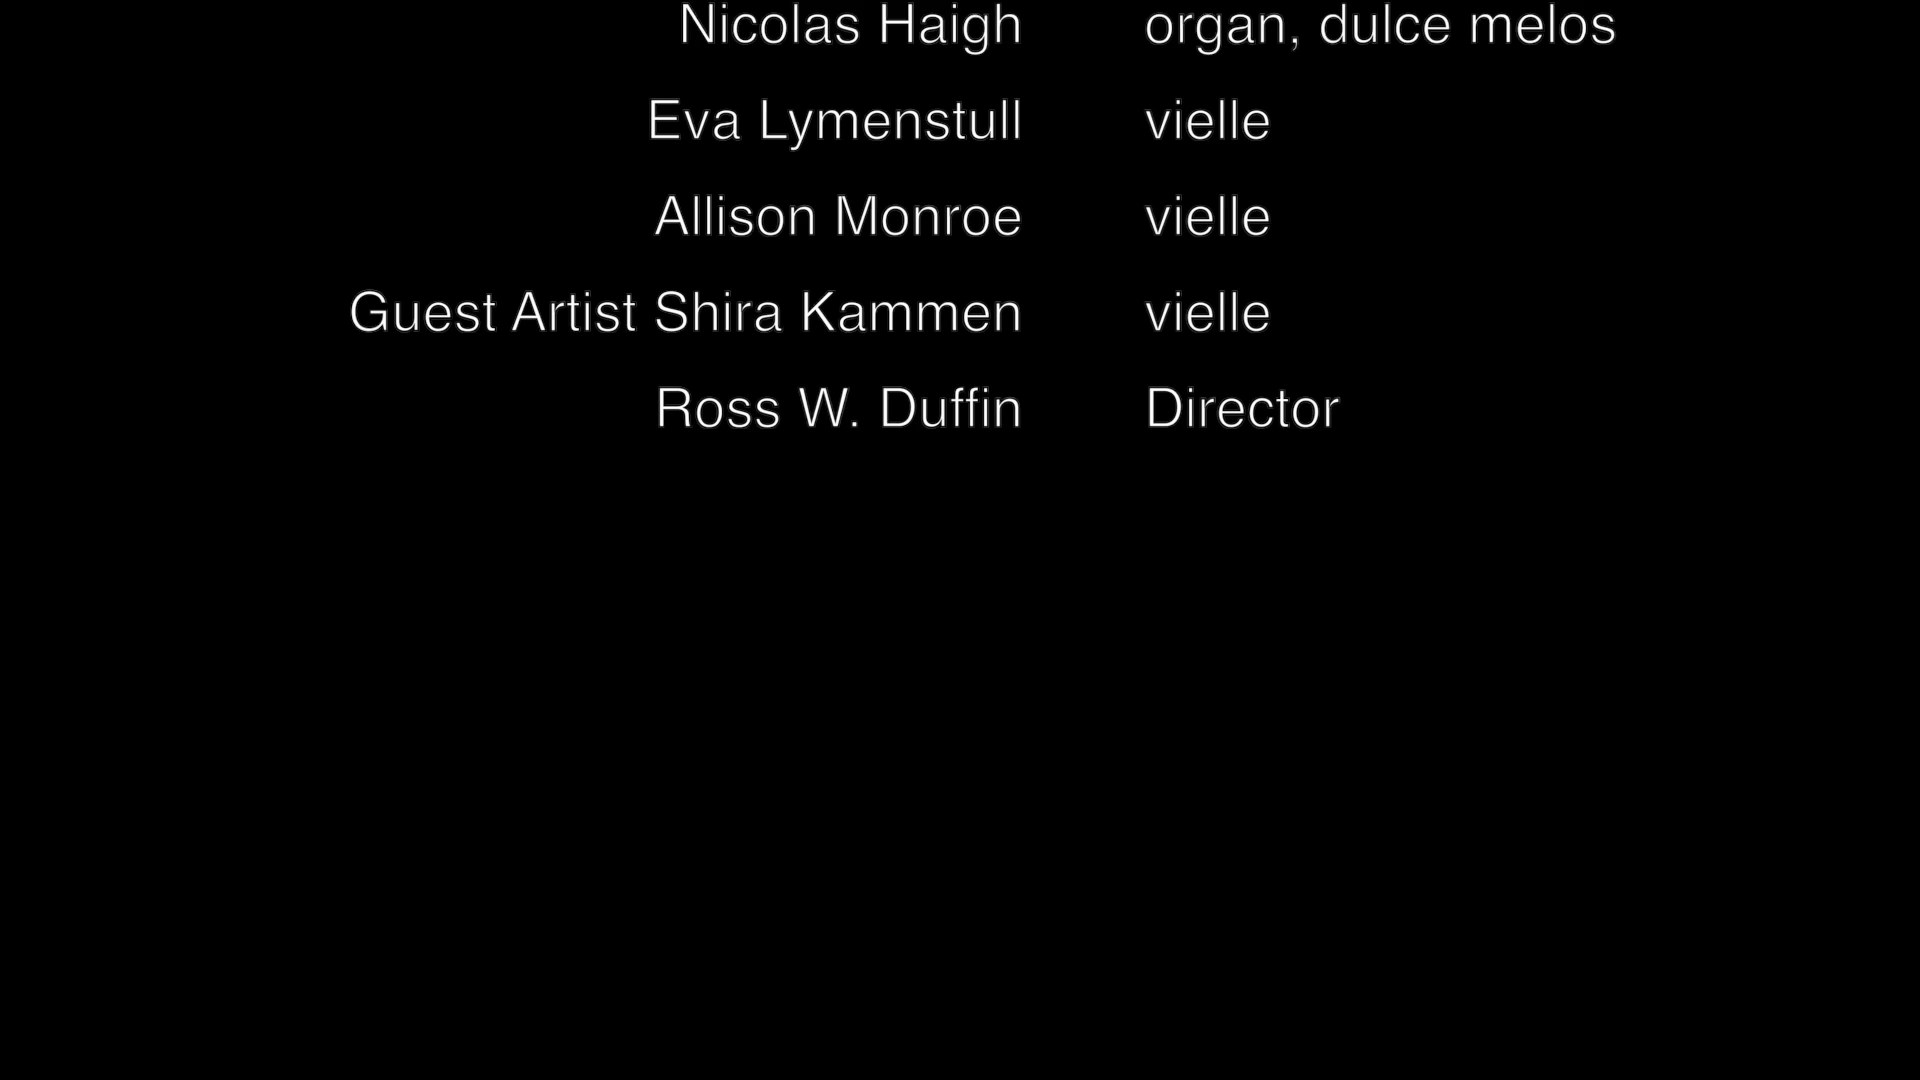 Nicolas Haigh organ, dulce melos
Eva Lymenstull vielle
Allison Monroe vielle
Guest Artist Shira Kammen vielle
Ross W. Duffin Director